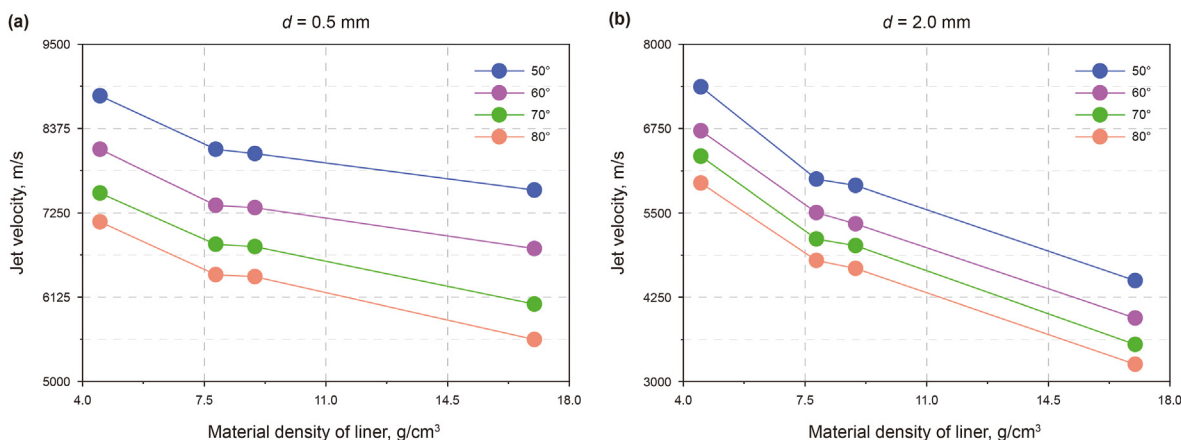 (a)
d = 0.5 mm
9500
8375
7250
6125
5000
Jet velocity, m/s
50°
60°
70°
80°
4.0 7.5 11.0 14.5 18.0
Material density of liner, g/cm³
(b)
d = 2.0 mm
8000
6750
5500
4250
3000
Jet velocity, m/s
50°
60°
70°
80°
4.0 7.5 11.0 14.5 18.0
Material density of liner, g/cm³